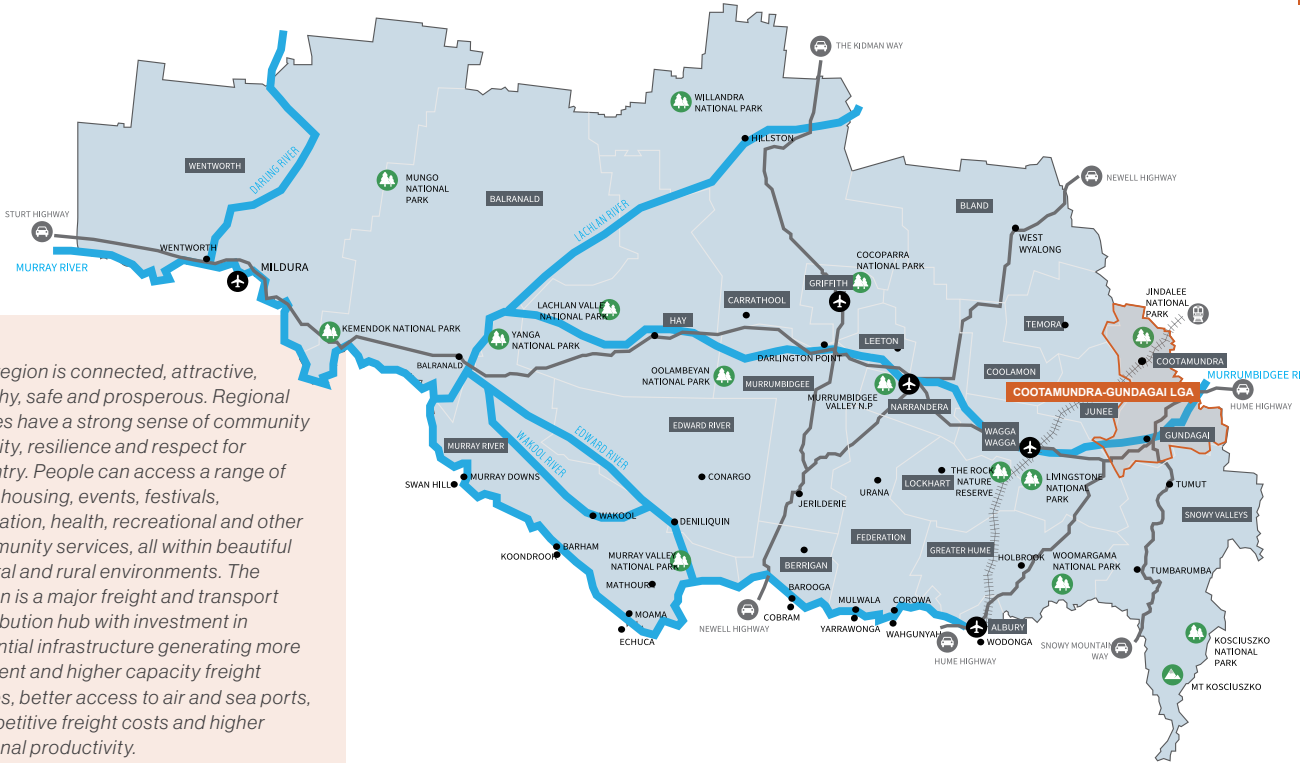 THE KIDMAN WAY
WILLANDRA
NATIONAL PARK
HILLSTON
WENTWORTH
DARLING RIVER
MUNGO
NATIONAL
PARK
BALRANALD
LACHLAN RIVER
BLAND
NEWELL HIGHWAY
STURT HIGHWAY
WENTWORTH
MURRAY RIVER
MILDURA
WEST
WYALONG
COCOPARRA
NATIONAL PARK
GRIFFITH
JINDALEE
NATIONAL
PARK
CARRATHOOL
LACHLAN VALLEY
NATIONAL PARK
HAY
KEMENDOK NATIONAL PARK
YANGA
NATIONAL PARK
TEMORA
LEETON
DARLINGTON POINT
COOTAMUNDRA
BALRANALD
OOLAMBEYAN
NATIONAL PARK
MURRUMBIDGEE
COOLAMON
MURRUMBIDGEE RI
COOTAMUNDRA-GUNDAGAI LGA
HUME HIGHWAY
MURRUMBIDGEE
VALLEY N.P
NARRANDERA
JUNEE
EDWARD RIVER
WAGGA
WAGGA
GUNDAGAI
MURRAY RIVER
WAKOOL RIVER
EDWARD RIVER
SWAN HILL
MURRAY DOWNS
CONARGO
URANA
LOCKHART
THE ROCK
NATURE
RESERVE
LIVINGSTONE
NATIONAL
PARK
TUMUT
JERILDERIE
SNOWY VALLEYS
WAKOOL
DENILIQUIN
FEDERATION
GREATER HUME
HOLBROOK
WOOMARGAMA
NATIONAL PARK
BARHAM
KOONDROOK
MURRAY VALLEY
NATIONAL PARK
BERRIGAN
TUMBARUMBA
MATHOURA
BAROOGA
MULWALA
COROWA
MOAMA
ECHUCA
NEWELL HIGHWAY
COBRAM
YARRAWONGA
WAHGUNYAH
ALBURY
WODONGA
HUME HIGHWAY
SNOWY MOUNTAIN
WAY
KOSCIUSZKO
NATIONAL
PARK
MT KOSCIUSZKO
region is connected, attractive,
hy, safe and prosperous. Regional
es have a strong sense of community
ity, resilience and respect for
ntry. People can access a range of
housing, events, festivals,
ation, health, recreational and other
munity services, all within beautiful
al and rural environments. The
n is a major freight and transport
bution hub with investment in
ntial infrastructure generating more
ent and higher capacity freight
s, better access to air and sea ports,
petitive freight costs and higher
nal productivity.